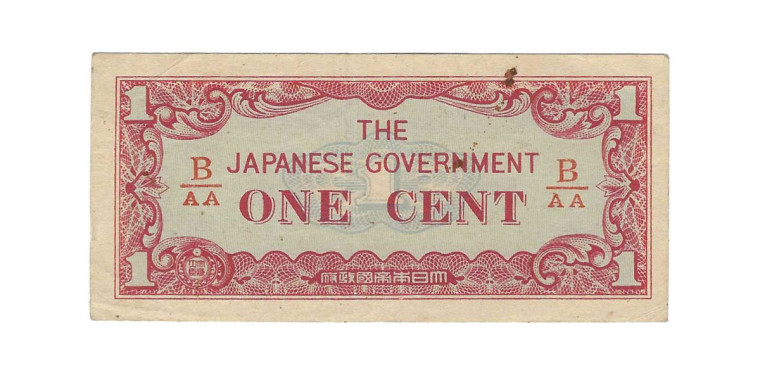 1 1
THE
B JAPANESE GOVERNMENT B
AA ONE CENT AA
1 1
大日本帝國政府